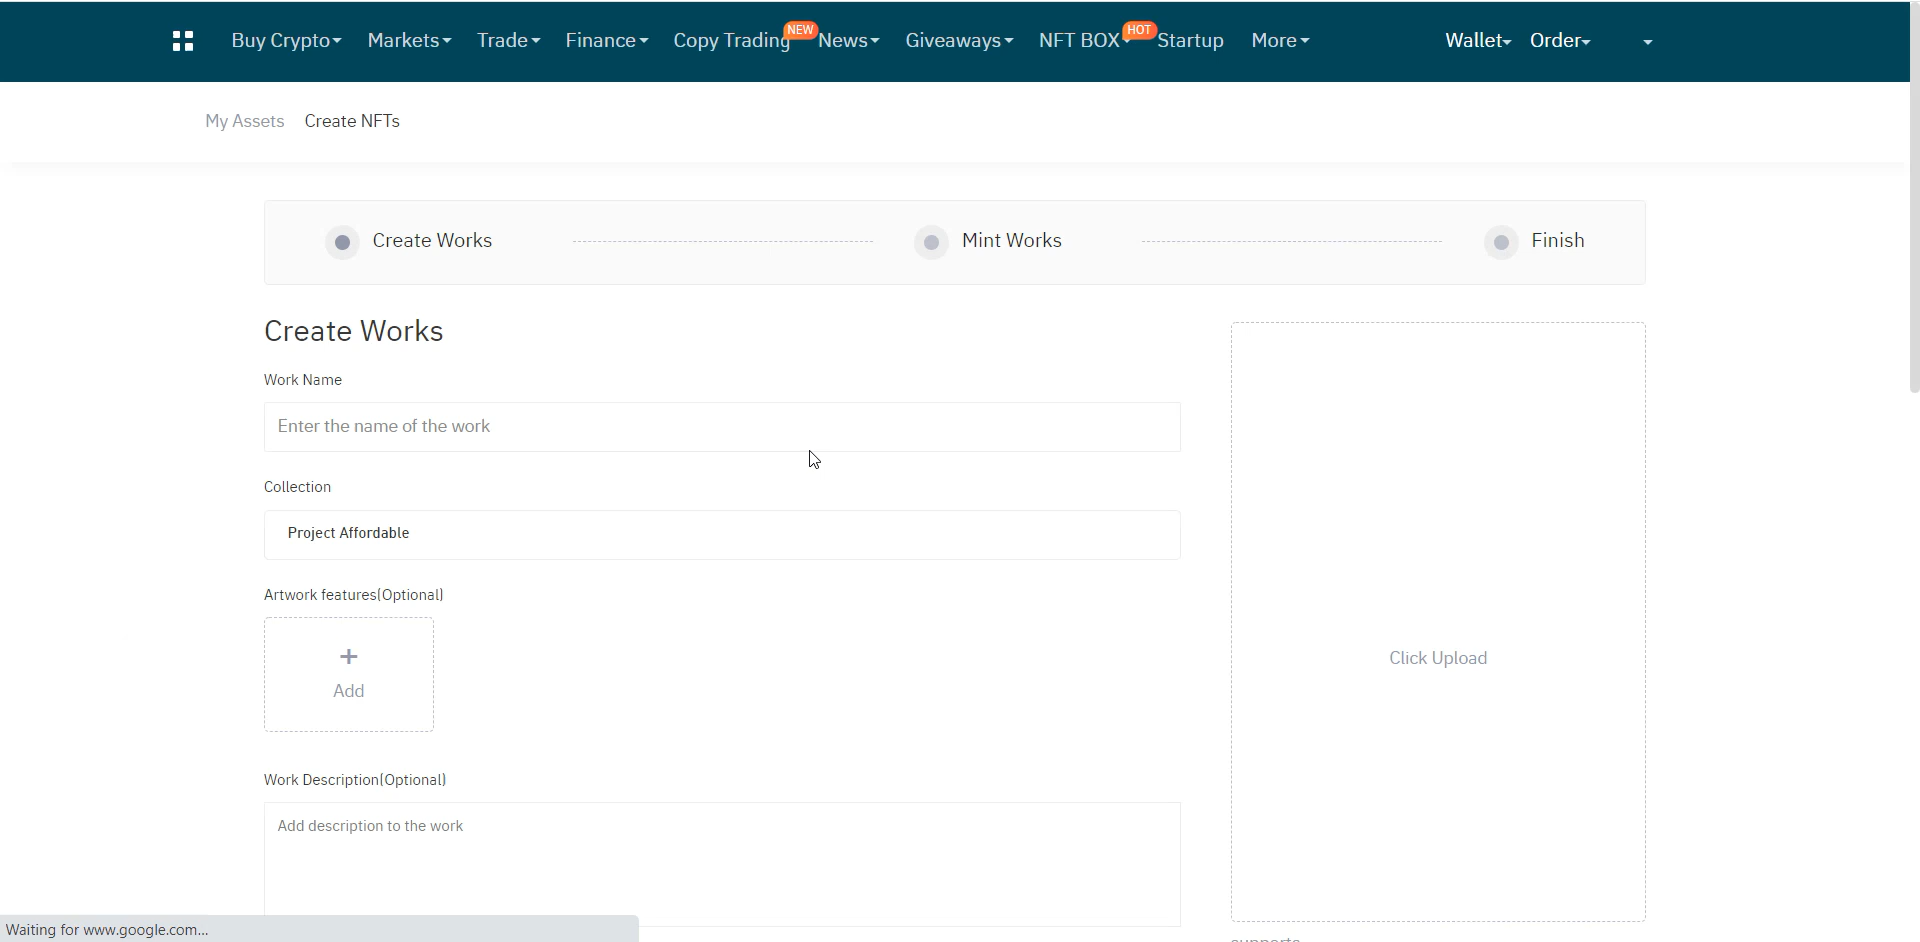 Buy Crypto Markets Trade Finance Copy Trading NEW News Giveaways NFT BOX HOT Startup More Wallet Order
My Assets Create NFTs
Create Works Mint Works Finish
Create Works
Work Name
Enter the name of the work
Collection
Project Affordable
Artwork features(Optional)
+
Add
Click Upload
Work Description(Optional)
Add description to the work
Waiting for www.google.com...